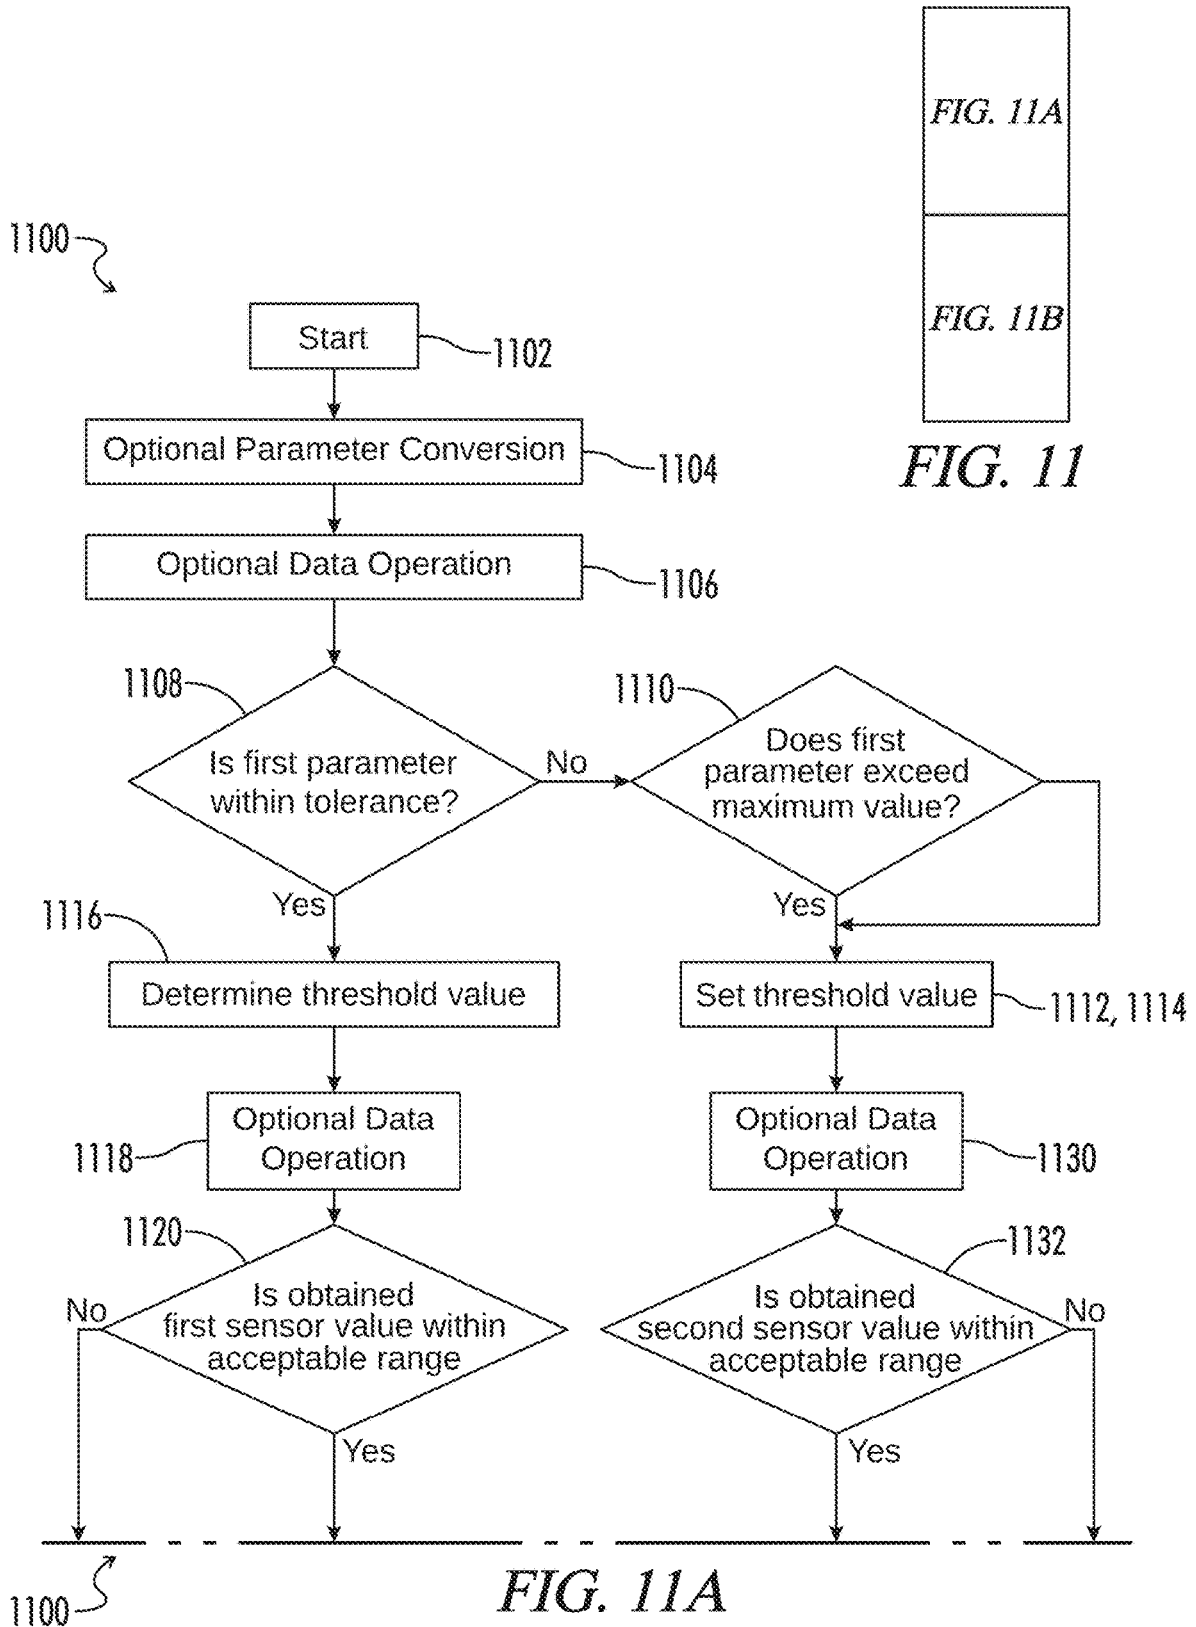 FIG. 11A
FIG. 11B
FIG. 11
1100
Start
1102
Optional Parameter Conversion
1104
Optional Data Operation
1106
1108
Is first parameter
within tolerance?
No
Yes
1110
Does first
parameter exceed
maximum value?
Yes
1116
Determine threshold value
Set threshold value
1112, 1114
Optional Data
Operation
1118
Optional Data
Operation
1130
1120
Is obtained
first sensor value within
acceptable range
No
Yes
1132
Is obtained
second sensor value within
acceptable range
No
Yes
1100
FIG. 11A